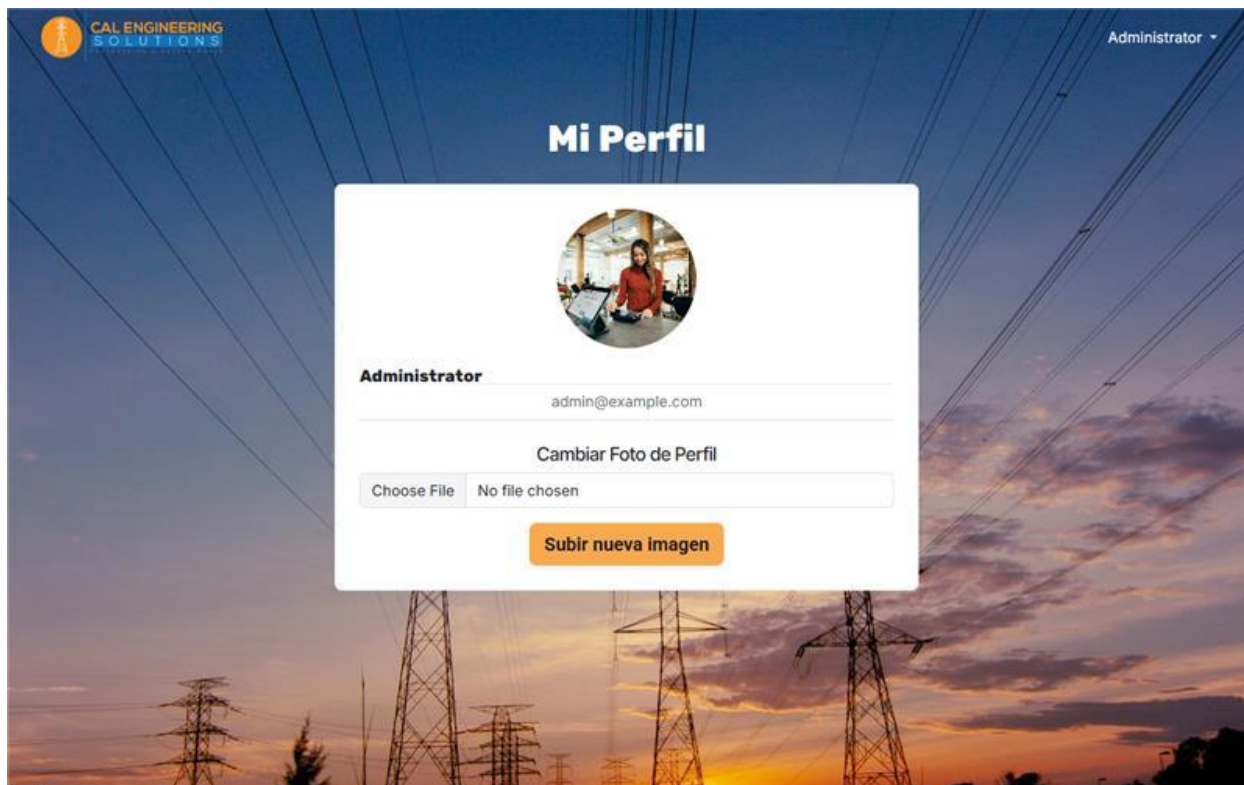 CAL ENGINEERING
SOLUTIONS
Administrator
Mi Perfil
Administrator
admin@example.com
Cambiar Foto de Perfil
Choose File No file chosen
Subir nueva imagen